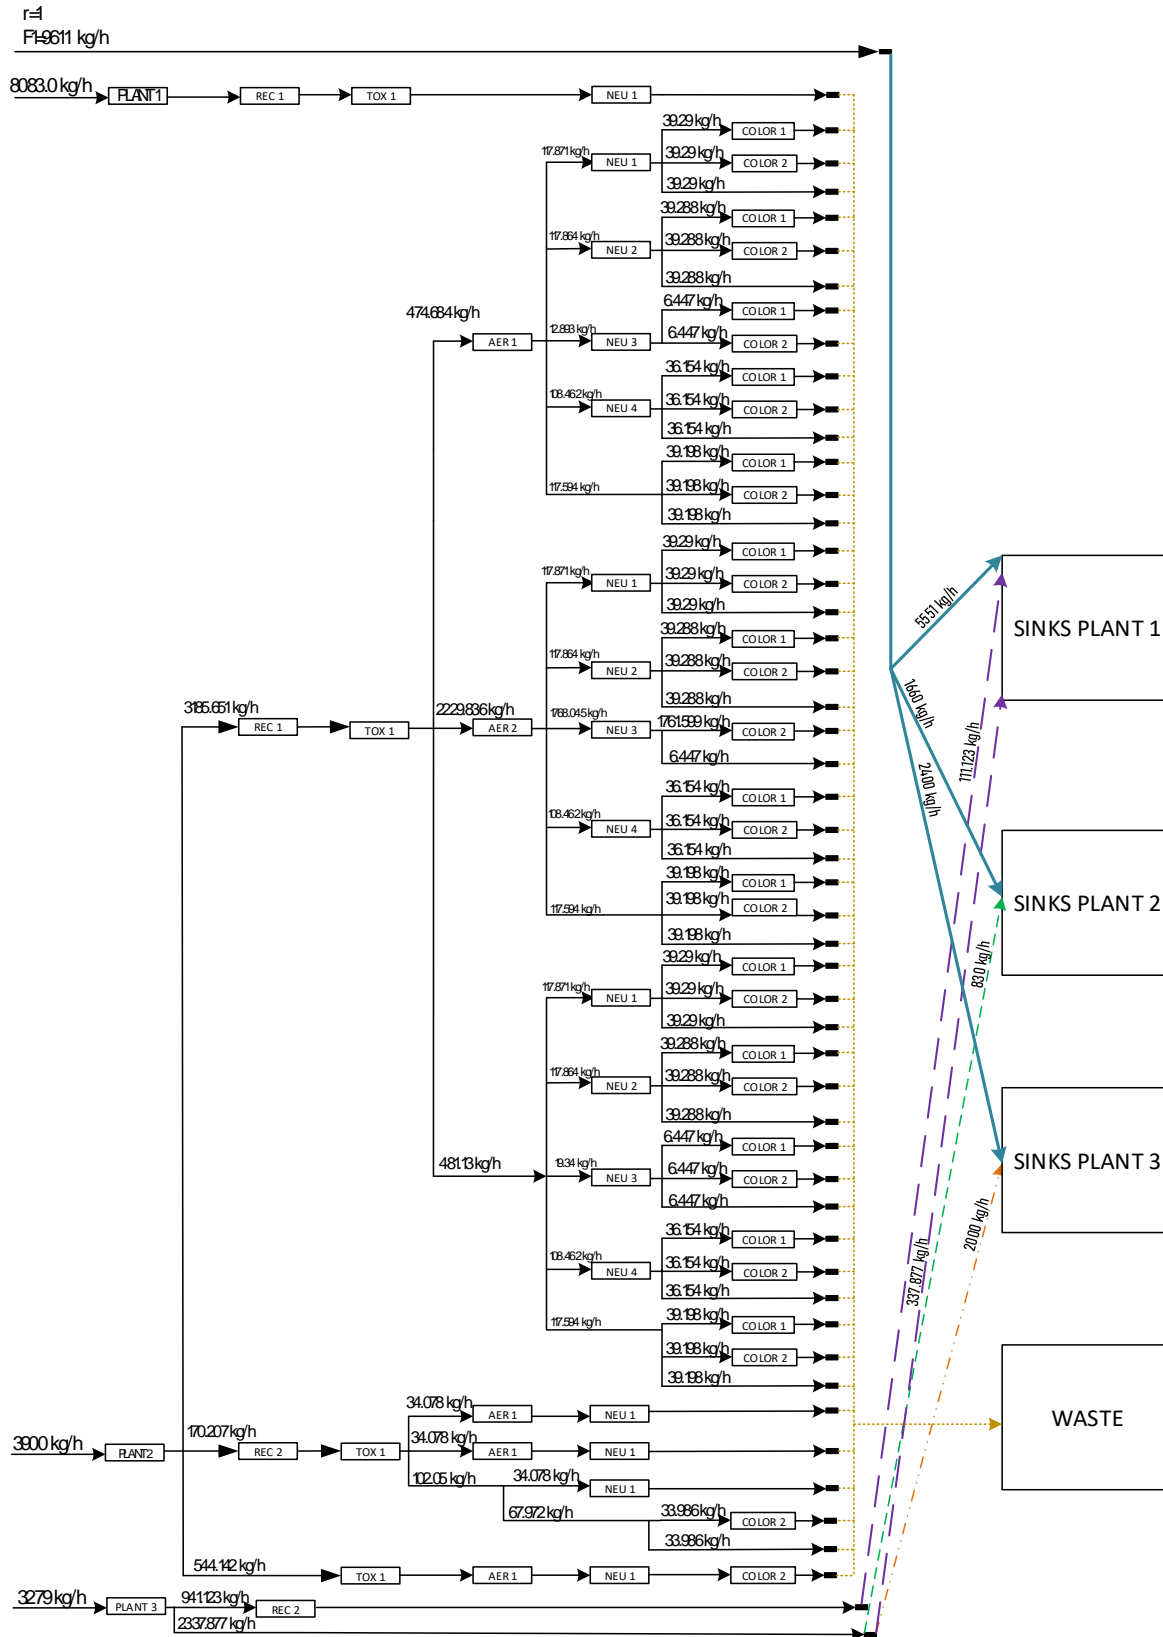 r=1
F1=9611 kg/h
8083.0 kg/h
PLANT 1
REC 1
TOX 1
NEU 1
39.29 kg/h
COLOR 1
117.871 kg/h
NEU 1
39.29 kg/h
COLOR 2
39.29 kg/h
39.288 kg/h
COLOR 1
117.864 kg/h
NEU 2
39.288 kg/h
COLOR 2
39.288 kg/h
474.684 kg/h
6.447 kg/h
COLOR 1
AER 1
12.893 kg/h
NEU 3
6.447 kg/h
COLOR 2
36.154 kg/h
COLOR 1
108.462 kg/h
NEU 4
36.154 kg/h
COLOR 2
36.154 kg/h
39.198 kg/h
COLOR 1
117.594 kg/h
39.198 kg/h
COLOR 2
39.198 kg/h
39.29 kg/h
COLOR 1
117.871 kg/h
NEU 1
39.29 kg/h
COLOR 2
39.29 kg/h
5551 kg/h
SINKS PLANT 1
39.288 kg/h
COLOR 1
117.864 kg/h
NEU 2
39.288 kg/h
COLOR 2
39.288 kg/h
1660 kg/h
3185.651 kg/h
REC 1
TOX 1
2229.836 kg/h
AER 2
1768.045 kg/h
NEU 3
1761.599 kg/h
COLOR 2
6.447 kg/h
111.123 kg/h
2400 kg/h
36.154 kg/h
COLOR 1
108.462 kg/h
NEU 4
36.154 kg/h
COLOR 2
36.154 kg/h
39.198 kg/h
COLOR 1
117.594 kg/h
39.198 kg/h
COLOR 2
39.198 kg/h
SINKS PLANT 2
830 kg/h
39.29 kg/h
COLOR 1
117.871 kg/h
NEU 1
39.29 kg/h
COLOR 2
39.29 kg/h
39.288 kg/h
COLOR 1
117.864 kg/h
NEU 2
39.288 kg/h
COLOR 2
39.288 kg/h
6.447 kg/h
COLOR 1
481.13 kg/h
19.34 kg/h
NEU 3
6.447 kg/h
COLOR 2
6.447 kg/h
SINKS PLANT 3
2000 kg/h
36.154 kg/h
COLOR 1
108.462 kg/h
NEU 4
36.154 kg/h
COLOR 2
36.154 kg/h
337.877 kg/h
39.198 kg/h
COLOR 1
117.594 kg/h
39.198 kg/h
COLOR 2
39.198 kg/h
WASTE
34.078 kg/h
AER 1
NEU 1
3900 kg/h
PLANT2
170.207 kg/h
REC 2
TOX 1
34.078 kg/h
AER 1
NEU 1
102.05 kg/h
34.078 kg/h
NEU 1
67.972 kg/h
33.986 kg/h
COLOR 2
33.986 kg/h
544.142 kg/h
TOX 1
AER 1
NEU 1
COLOR 2
3279 kg/h
PLANT 3
941.123 kg/h
REC 2
2337.877 kg/h